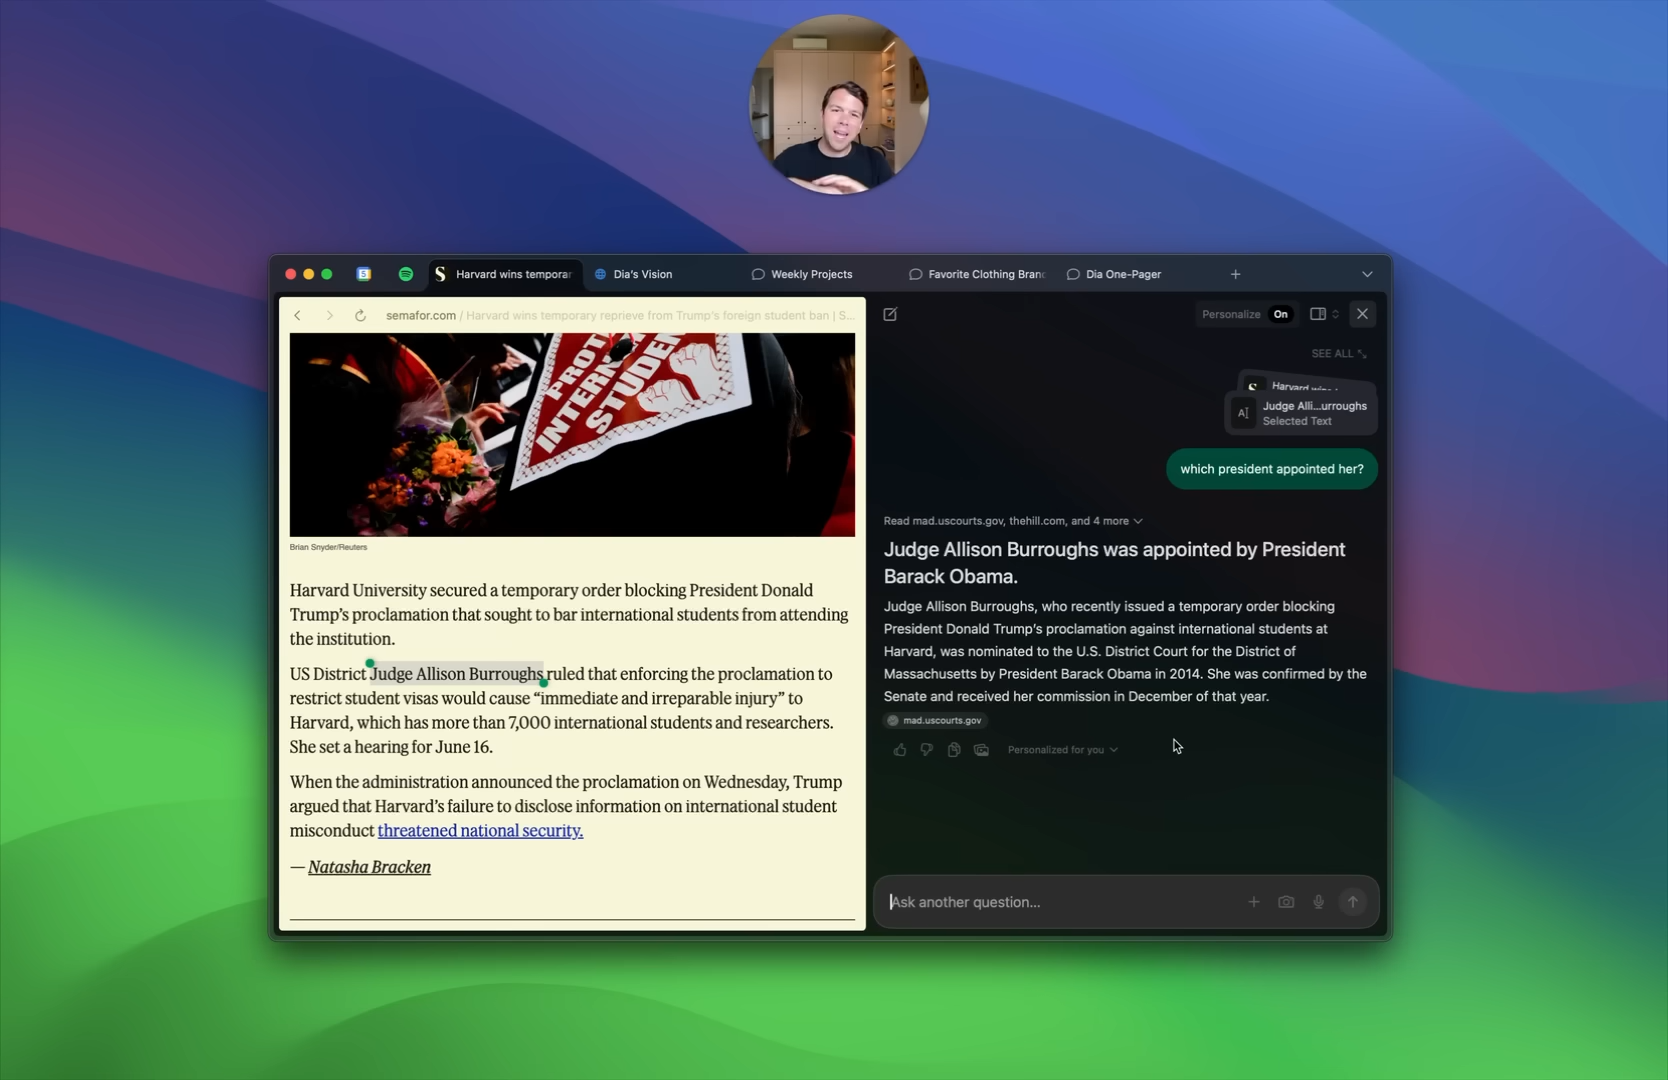 Harvard wins temporar
Dia's Vision
Weekly Projects
Favorite Clothing Branc
Dia One-Pager
semafor.com / Harvard wins temporary reprieve from Trump's foreign student ban | S...
PROT
INTERN
STUDEN
Brian Snyder/Reuters
Harvard University secured a temporary order blocking President Donald
Trump's proclamation that sought to bar international students from attending
the institution.
US District Judge Allison Burroughs ruled that enforcing the proclamation to
restrict student visas would cause “immediate and irreparable injury” to
Harvard, which has more than 7,000 international students and researchers.
She set a hearing for June 16.
When the administration announced the proclamation on Wednesday, Trump
argued that Harvard's failure to disclose information on international student
misconduct threatened national security.
— Natasha Bracken
Personalize On
SEE ALL
Harvard wins
Judge Alli...urroughs
Selected Text
which president appointed her?
Read mad.uscourts.gov, thehill.com, and 4 more
Judge Allison Burroughs was appointed by President
Barack Obama.
Judge Allison Burroughs, who recently issued a temporary order blocking
President Donald Trump's proclamation against international students at
Harvard, was nominated to the U.S. District Court for the District of
Massachusetts by President Barack Obama in 2014. She was confirmed by the
Senate and received her commission in December of that year.
mad.uscourts.gov
Personalized for you
Ask another question...